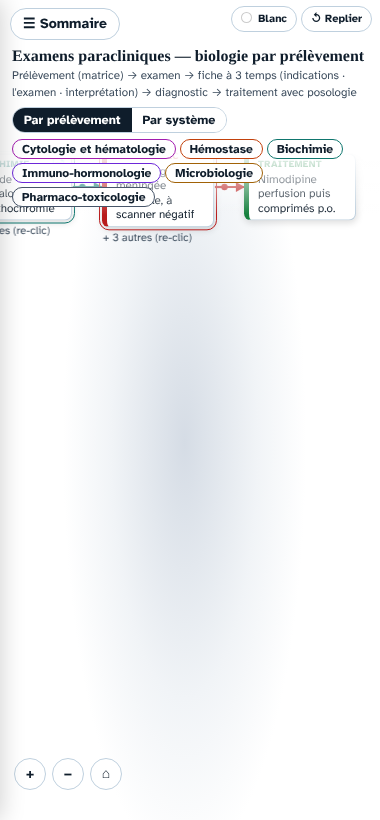 ☰ Sommaire
Blanc
↺ Replier
Examens paracliniques — biologie par prélèvement
Prélèvement (matrice) → examen → fiche à 3 temps (indications ·
l'examen · interprétation) → diagnostic → traitement avec posologie
Par prélèvement
Par système
Cytologie et hématologie
Hémostase
Biochimie
Immuno-hormonologie
Microbiologie
Pharmaco-toxicologie
méningée
à
scanner négatif
+ 3 autres (re-clic)
(re-clic)
TRAITEMENT
Nimodipine
perfusion puis
comprimés p.o.
+
−
⌂